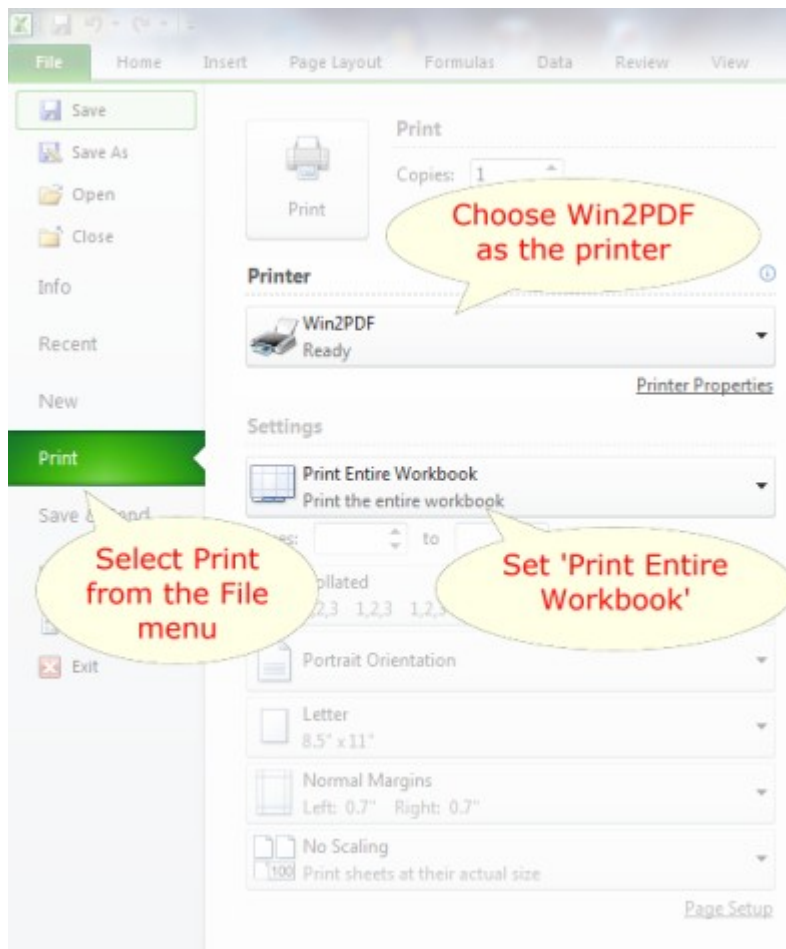 File Home Insert Page Layout Formulas Data Review View
Save
Save As
Open
Close
Info
Recent
New
Print
Save & Send
Exit
Print
Print
Copies: 1
Choose Win2PDF
as the printer
Printer
Win2PDF
Ready
Printer Properties
Settings
Print Entire Workbook
Print the entire workbook
to
Select Print
from the File
menu
Set 'Print Entire
Workbook'
1,2,3 1,2,3
Portrait Orientation
Letter
8.5" x 11"
Normal Margins
Left: 0.7" Right: 0.7"
No Scaling
100
Print sheets at their actual size
Page Setup